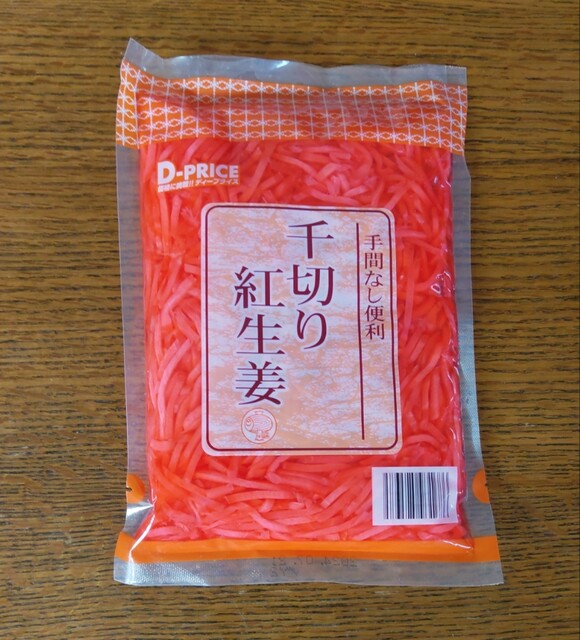 D-PRICE
価格に挑戦!! ディープライス
手間なし便利
千切り
紅生姜